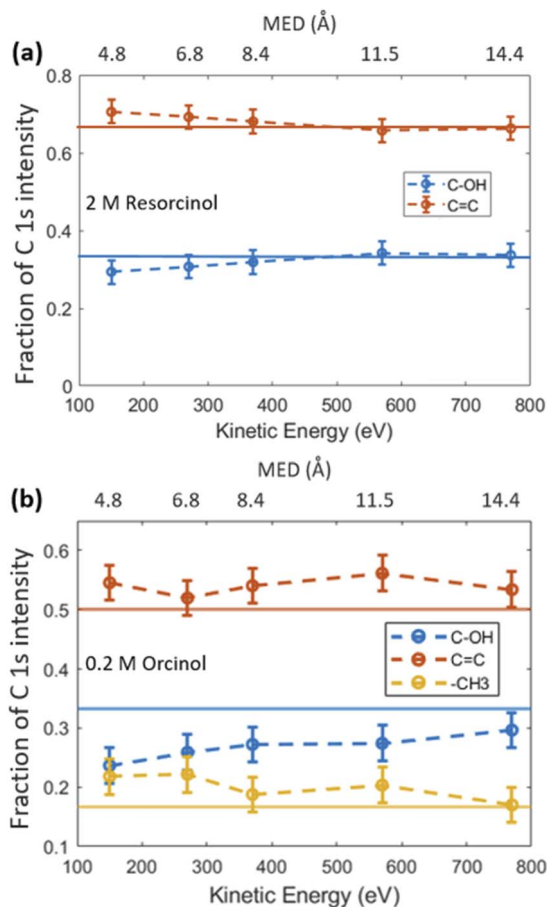 MED (Å)
(a)
4.8 6.8 8.4 11.5 14.4
0.8
0.6
0.4
0.2
0
Fraction of C 1s intensity
2 M Resorcinol
C-OH
C=C
100 200 300 400 500 600 700 800
Kinetic Energy (eV)
MED (Å)
(b)
4.8 6.8 8.4 11.5 14.4
0.6
0.5
0.4
0.3
0.2
0.1
Fraction of C 1s intensity
0.2 M Orcinol
C-OH
C=C
-CH3
100 200 300 400 500 600 700 800
Kinetic Energy (eV)